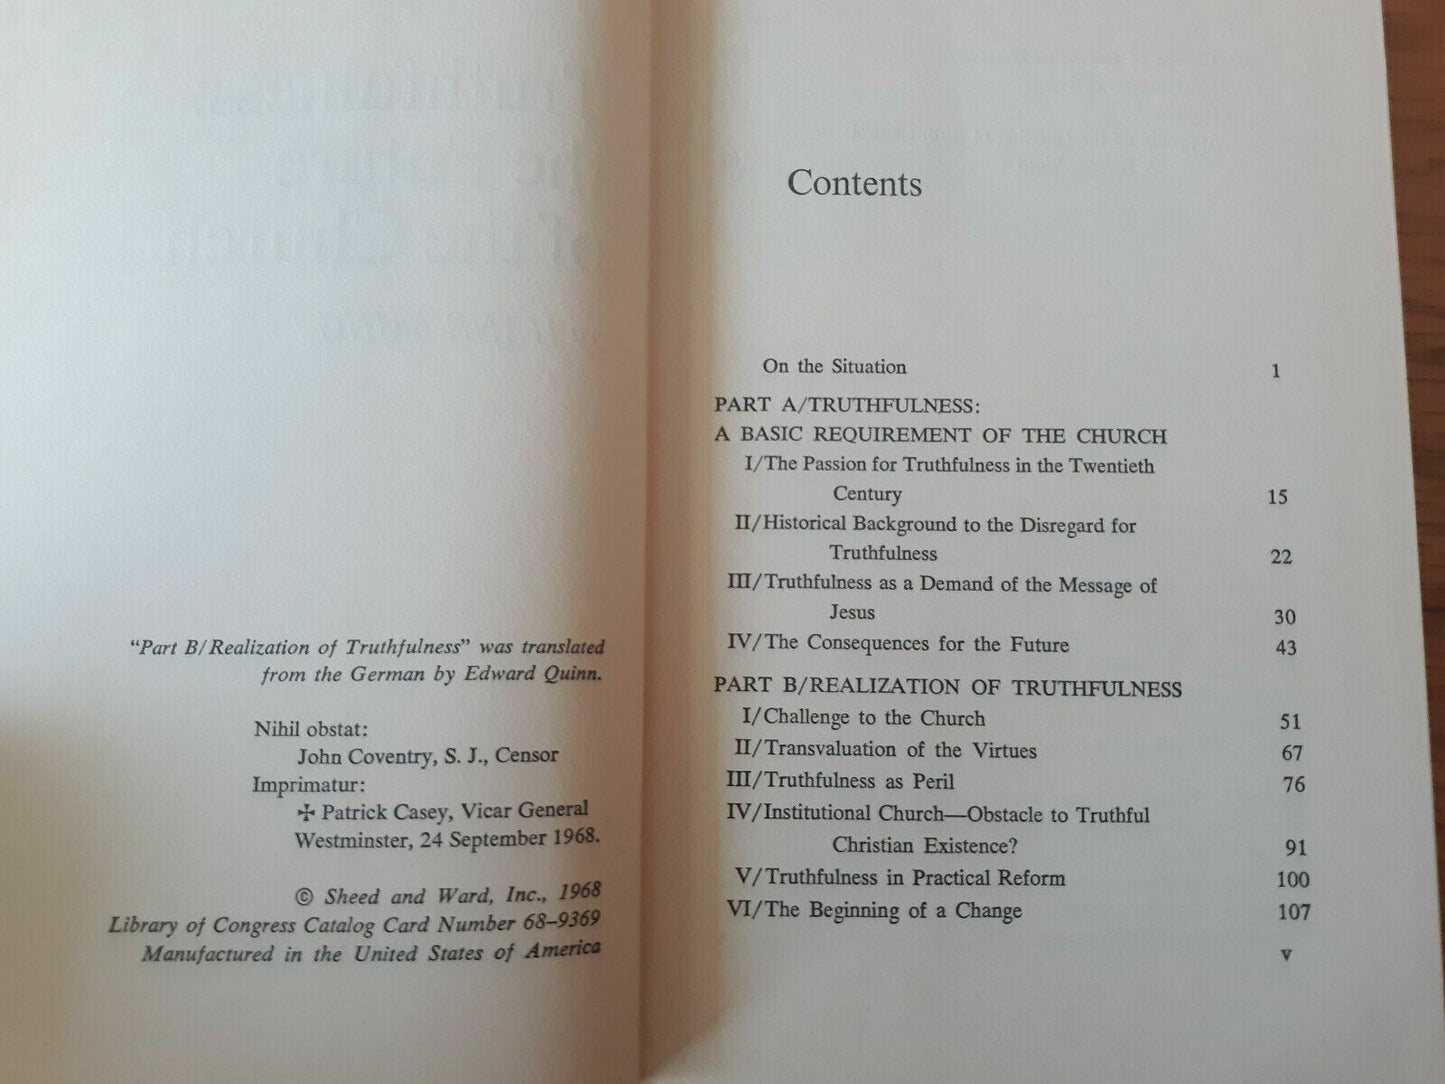 “Part B/Realization of Truthfulness” was translated
from the German by Edward Quinn.
Nihil obstat:
John Coventry, S. J., Censor
Imprimatur:
✠ Patrick Casey, Vicar General
Westminster, 24 September 1968.
© Sheed and Ward, Inc., 1968
Library of Congress Catalog Card Number 68–9369
Manufactured in the United States of America
Contents
On the Situation 1
PART A/TRUTHFULNESS:
A BASIC REQUIREMENT OF THE CHURCH
I/The Passion for Truthfulness in the Twentieth
Century 15
II/Historical Background to the Disregard for
Truthfulness 22
III/Truthfulness as a Demand of the Message of
Jesus 30
IV/The Consequences for the Future 43
PART B/REALIZATION OF TRUTHFULNESS
I/Challenge to the Church 51
II/Transvaluation of the Virtues 67
III/Truthfulness as Peril 76
IV/Institutional Church—Obstacle to Truthful
Christian Existence? 91
V/Truthfulness in Practical Reform 100
VI/The Beginning of a Change 107
v